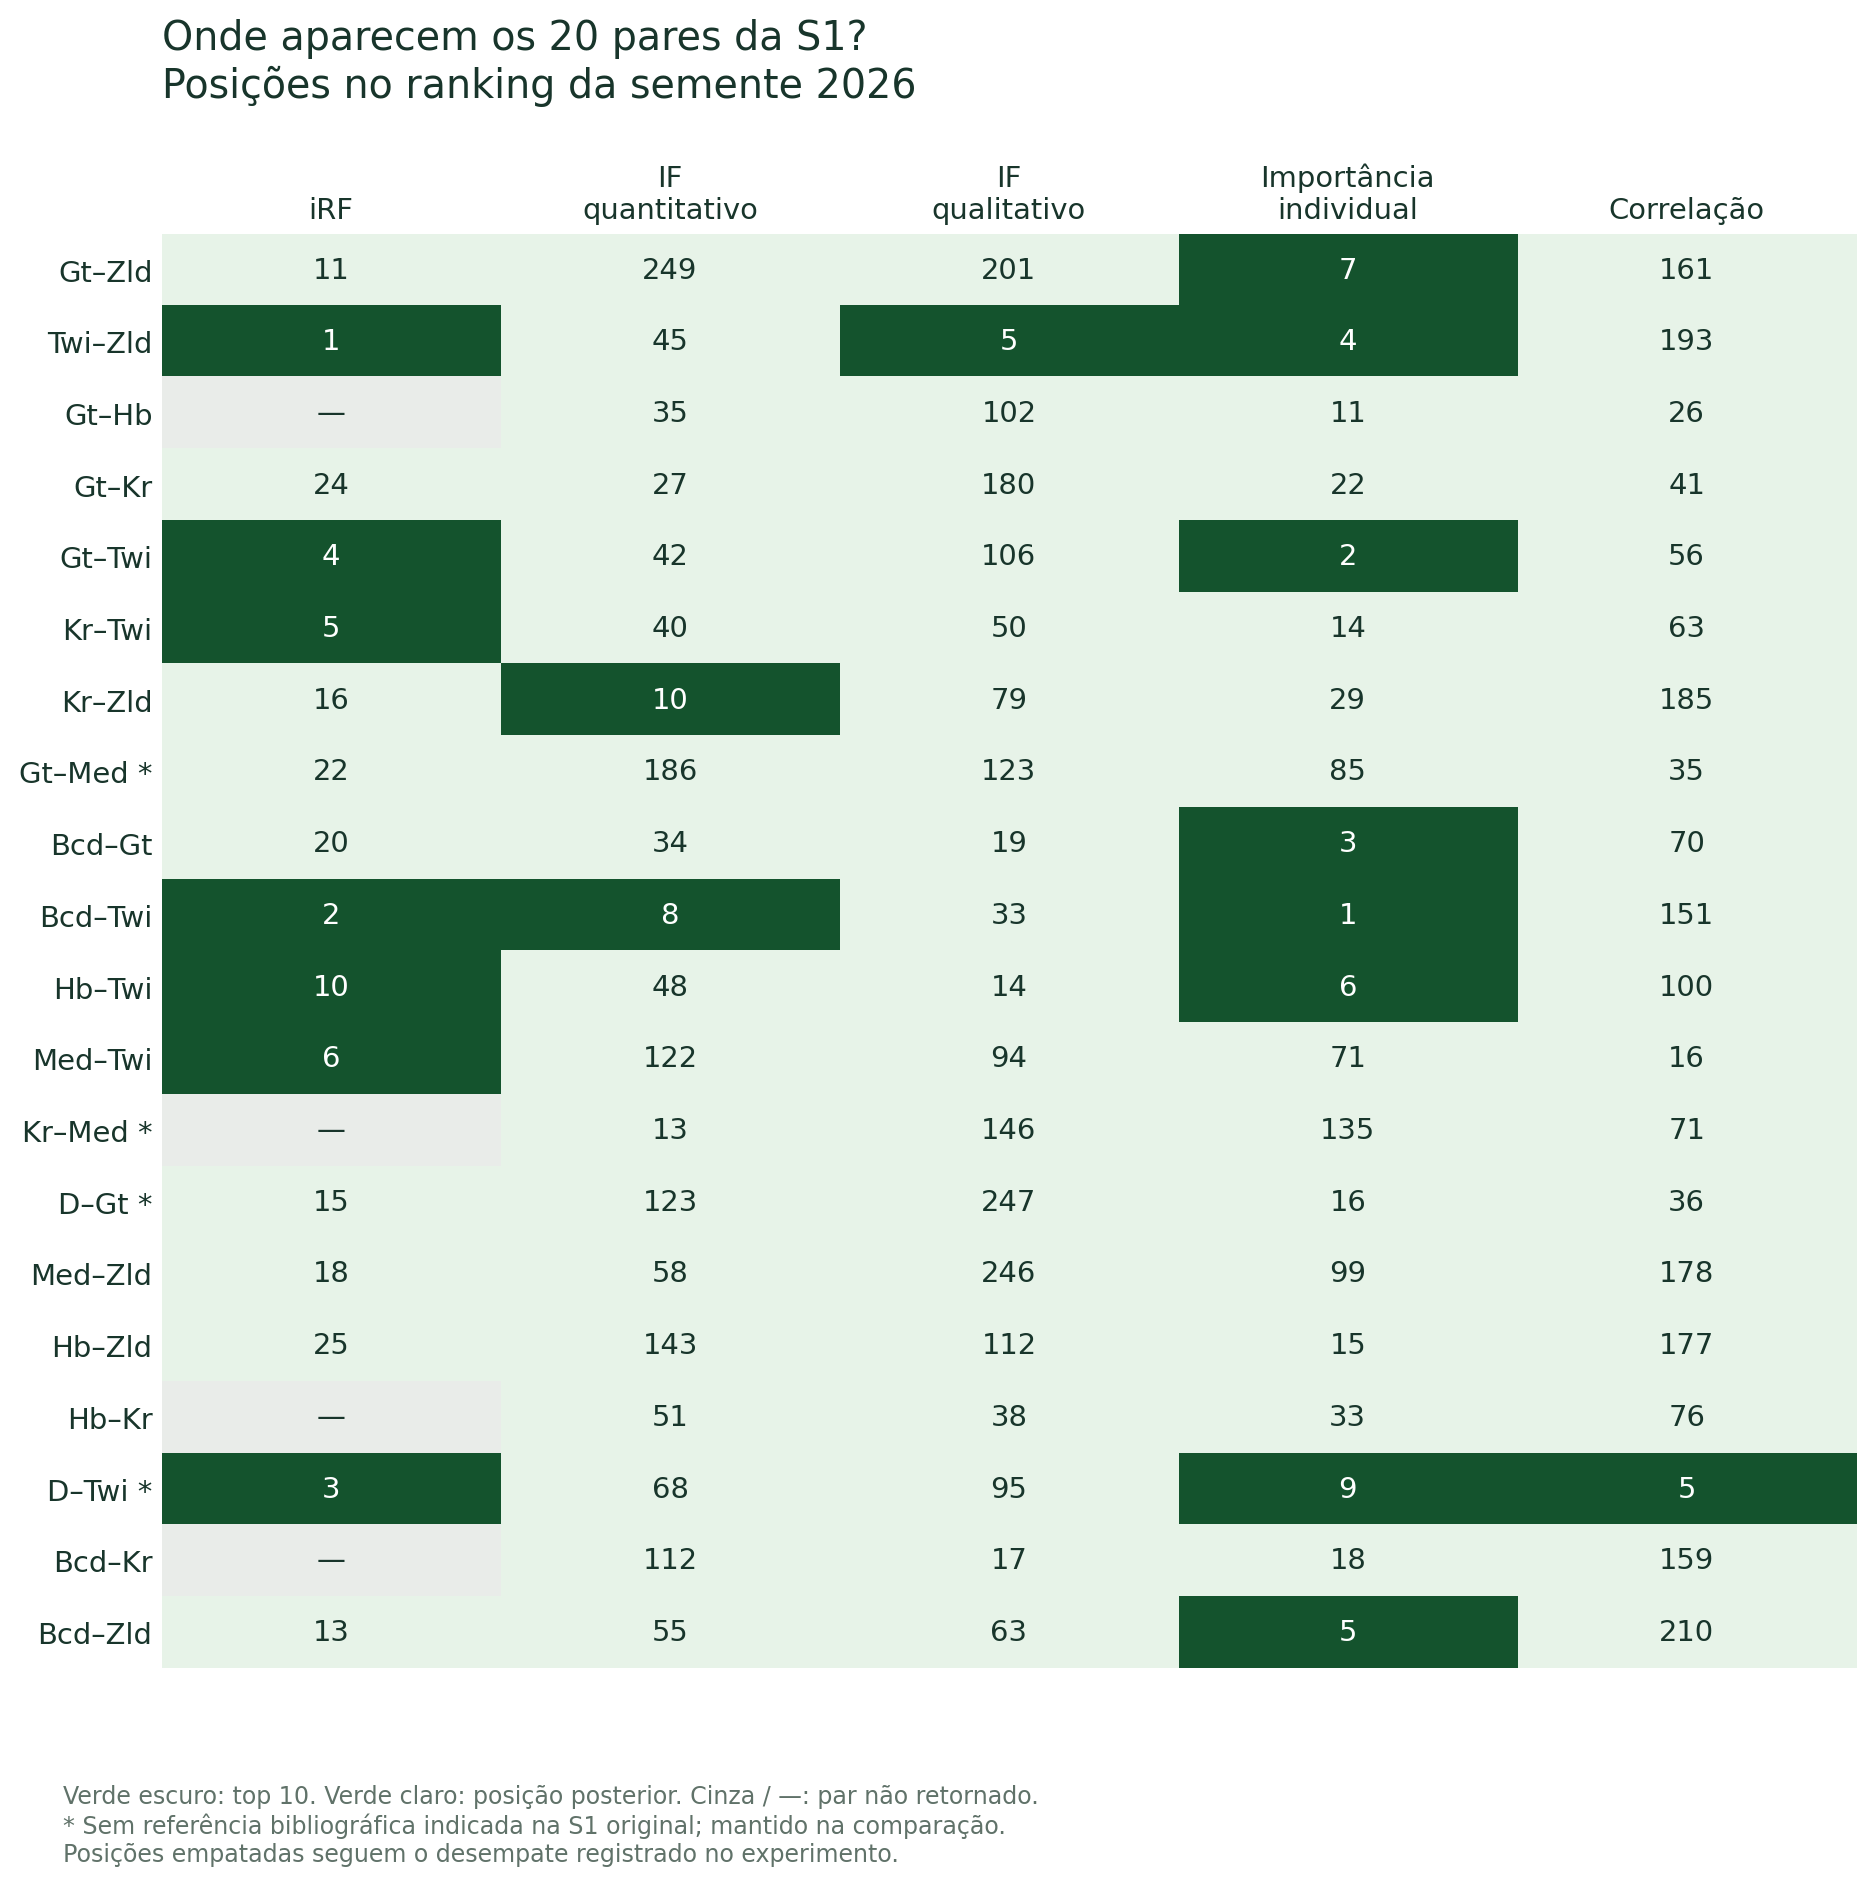 Onde aparecem os 20 pares da S1?
Posições no ranking da semente 2026
iRF IF quantitativo IF qualitativo Importância individual Correlação
Gt–Zld 11 249 201 7 161
Twi–Zld 1 45 5 4 193
Gt–Hb — 35 102 11 26
Gt–Kr 24 27 180 22 41
Gt–Twi 4 42 106 2 56
Kr–Twi 5 40 50 14 63
Kr–Zld 16 10 79 29 185
Gt–Med * 22 186 123 85 35
Bcd–Gt 20 34 19 3 70
Bcd–Twi 2 8 33 1 151
Hb–Twi 10 48 14 6 100
Med–Twi 6 122 94 71 16
Kr–Med * — 13 146 135 71
D–Gt * 15 123 247 16 36
Med–Zld 18 58 246 99 178
Hb–Zld 25 143 112 15 177
Hb–Kr — 51 38 33 76
D–Twi * 3 68 95 9 5
Bcd–Kr — 112 17 18 159
Bcd–Zld 13 55 63 5 210
Verde escuro: top 10. Verde claro: posição posterior. Cinza / —: par não retornado.
* Sem referência bibliográfica indicada na S1 original; mantido na comparação.
Posições empatadas seguem o desempate registrado no experimento.